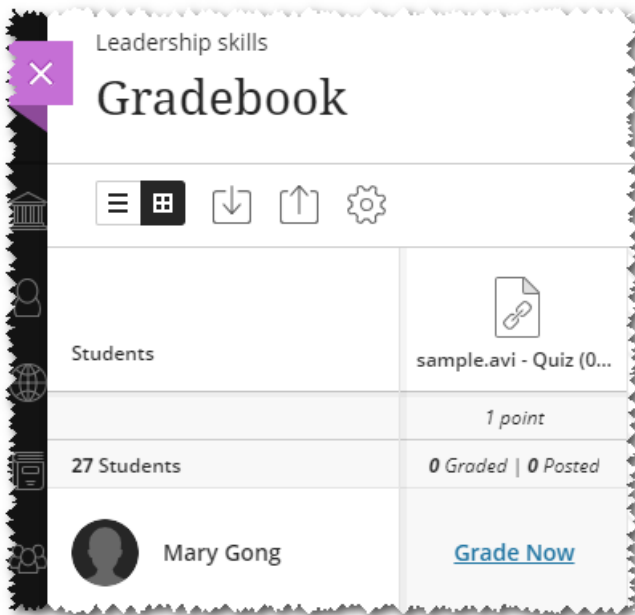 Leadership skills
Gradebook
Students
sample.avi - Quiz (0...
1 point
27 Students
0 Graded | 0 Posted
Mary Gong
Grade Now